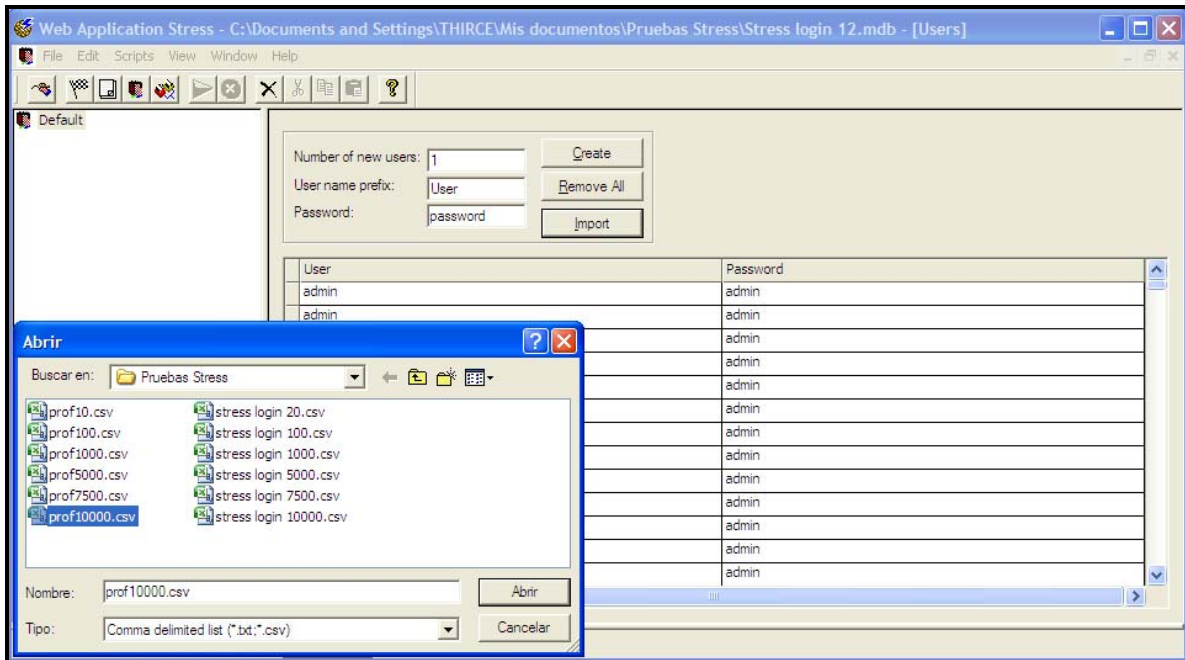 Web Application Stress - C:\Documents and Settings\THIRCE\Mis documentos\Pruebas Stress\Stress login 12.mdb - [Users]
File Edit Scripts View Window Help
Default
Number of new users: 1 Create
User name prefix: User Remove All
Password: password Import
User Password
admin admin
admin admin
Abrir
admin
Buscar en: Pruebas Stress
admin
admin
prof10.csv stress login 20.csv admin
prof100.csv stress login 100.csv admin
prof1000.csv stress login 1000.csv admin
prof5000.csv stress login 5000.csv admin
prof7500.csv stress login 7500.csv admin
prof10000.csv stress login 10000.csv admin
admin
admin
Nombre: prof10000.csv Abrir
Tipo: Comma delimited list (*.txt;*.csv) Cancelar